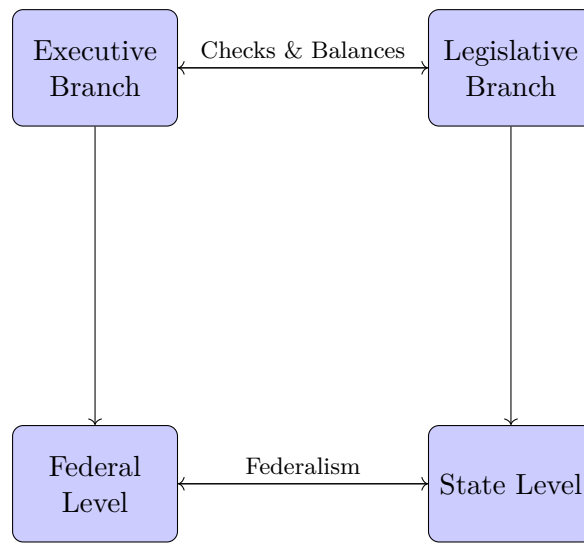 Executive
Branch
Checks & Balances
Legislative
Branch
Federal
Level
Federalism
State Level